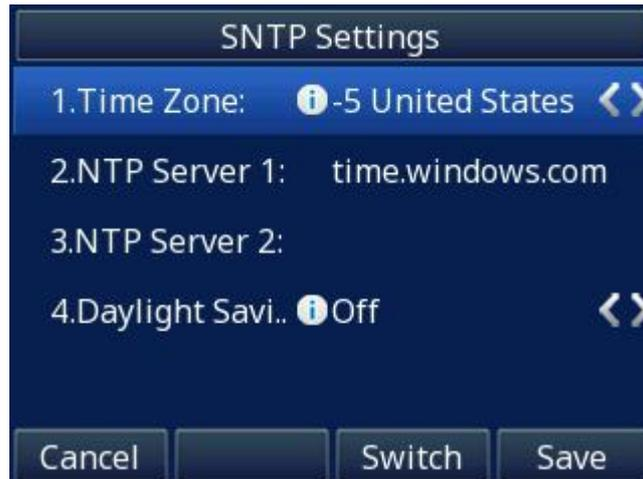 SNTP Settings
1.Time Zone: -5 United States
2.NTP Server 1: time.windows.com
3.NTP Server 2:
4.Daylight Savi.. Off
Cancel Switch Save